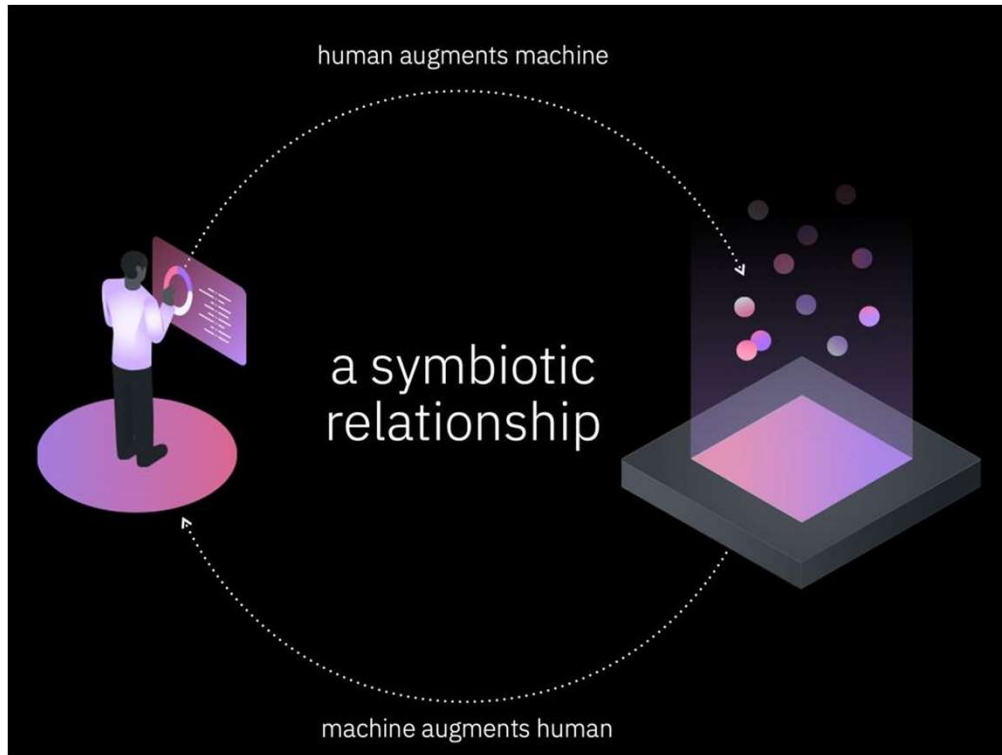 human augments machine
a symbiotic
relationship
machine augments human